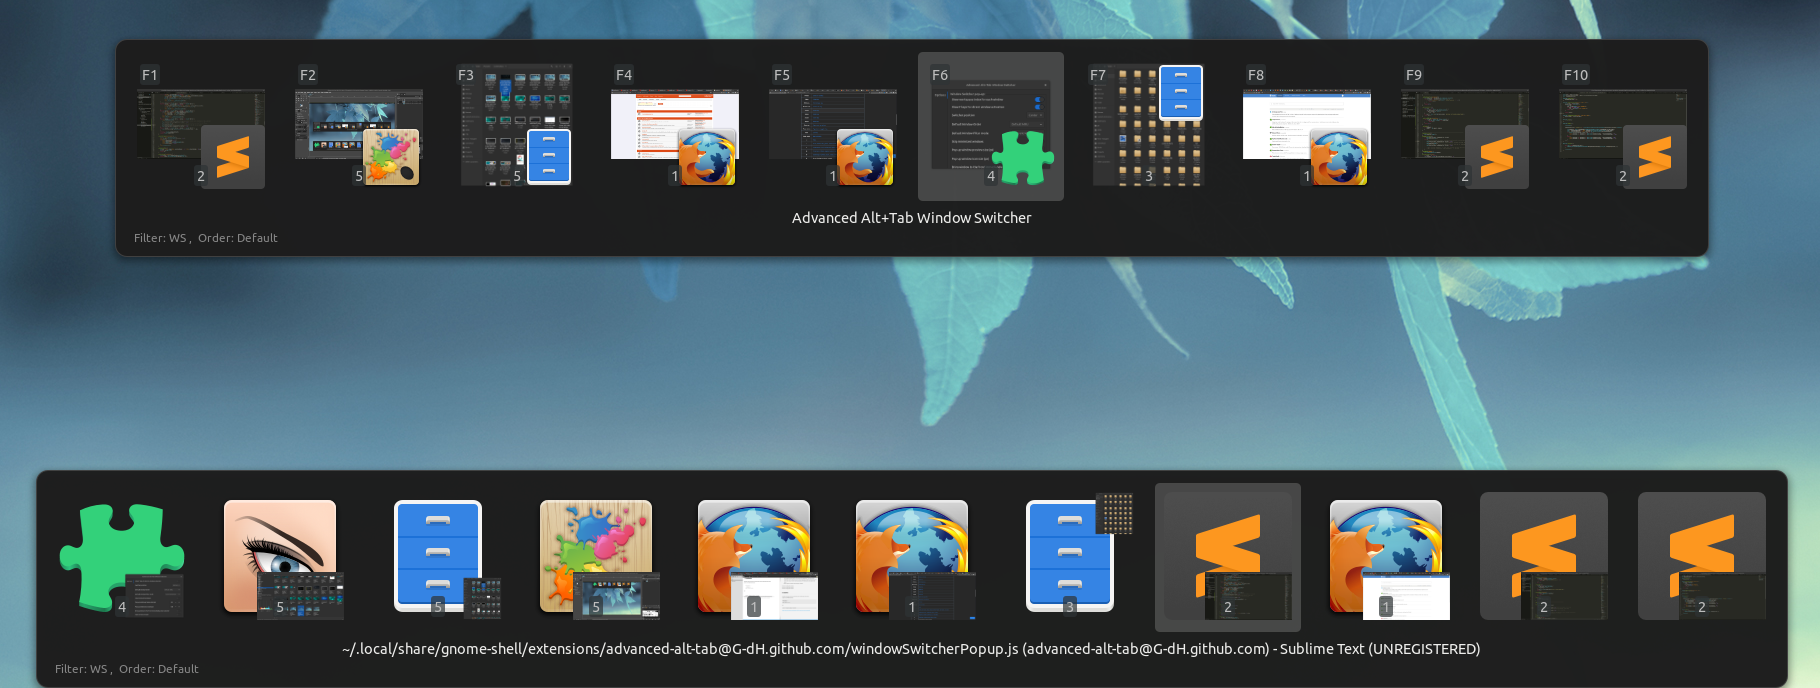 F1 F2 F3 F4 F5 F6 F7 F8 F9 F10
2 5 5 1 1 4 3 1 2 2
Advanced Alt+Tab Window Switcher
Filter: WS , Order: Default
4 5 5 5 1 1 3 2 1 2 2
~/.local/share/gnome-shell/extensions/advanced-alt-tab@G-dH.github.com/windowSwitcherPopup.js (advanced-alt-tab@G-dH.github.com) - Sublime Text (UNREGISTERED)
Filter: WS , Order: Default